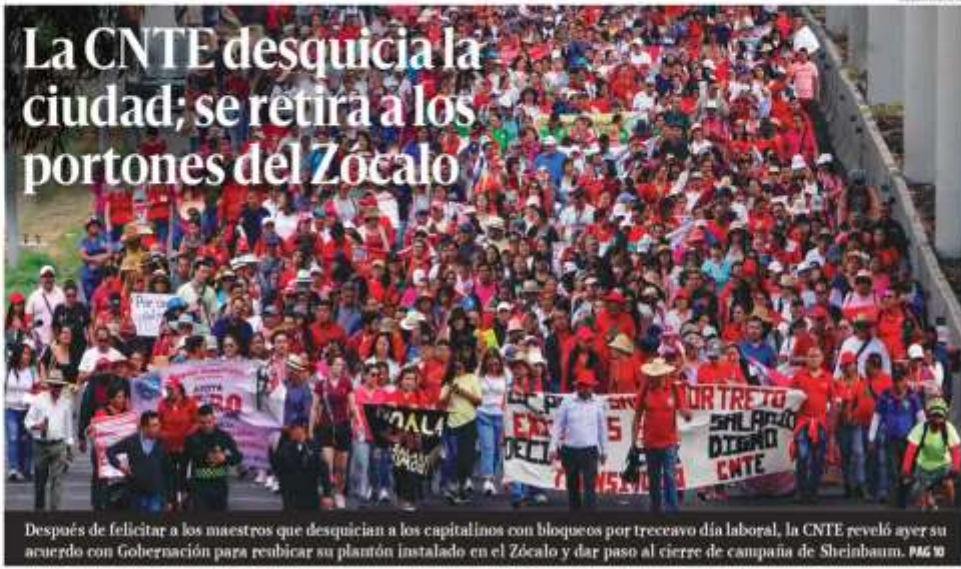 La CNTE desquicia la
ciudad; se retira a los
portones del Zócalo
Por
SALARIO
DIGNO
CNTE
Después de felicitar a los maestros que desquician a los capitalinos con bloqueos por treceavo día laboral, la CNTE reveló ayer su
acuerdo con Gobernación para reubicar su plantón instalado en el Zócalo y dar paso al cierre de campaña de Sheinbaum. PAG 10